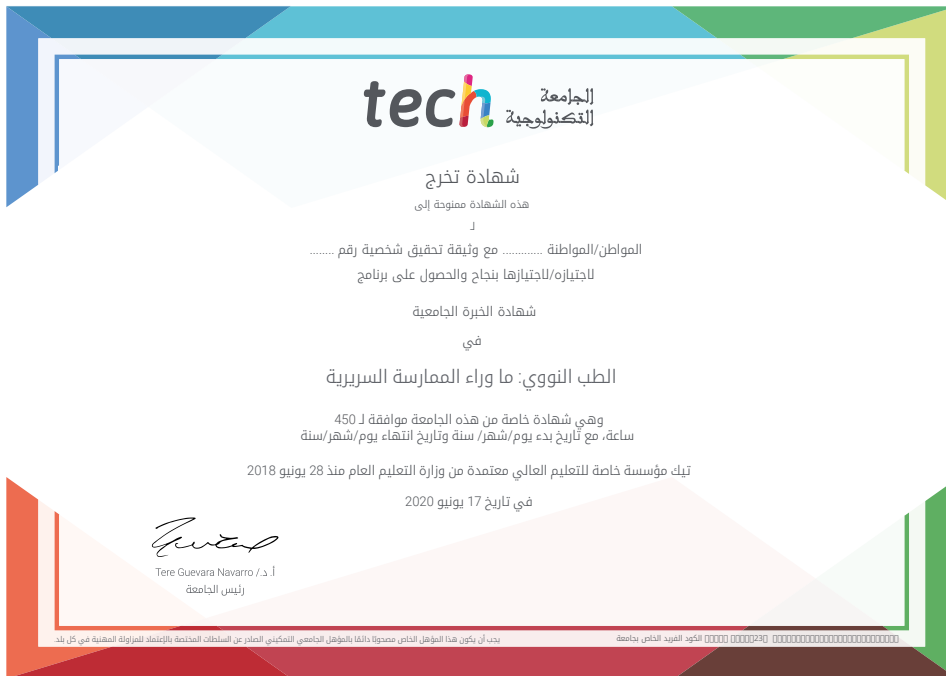 tech الجامعة
التكنولوجية
شهادة تخرج
هذه الشهادة ممنوحة إلى
لـ
المواطن/المواطنة ............. مع وثيقة تحقيق شخصية رقم ........
لاجتيازه/لاجتيازها بنجاح والحصول على برنامج
شهادة الخبرة الجامعية
في
الطب النووي: ما وراء الممارسة السريرية
وهي شهادة خاصة من هذه الجامعة موافقة لـ 450
ساعة، مع تاريخ بدء يوم/شهر/ سنة وتاريخ انتهاء يوم/شهر/سنة
تيك مؤسسة خاصة للتعليم العالي معتمدة من وزارة التعليم العام منذ 28 يونيو 2018
في تاريخ 17 يونيو 2020
أ. د./ Tere Guevara Navarro
رئيس الجامعة
الكود الفريد الخاص بجامعة
يجب أن يكون هذا المؤهل الخاص مصحوبًا دائمًا بالمؤهل الجامعي التمكيني الصادر عن السلطات المختصة بالإعتماد للمزاولة المهنية في كل بلد.